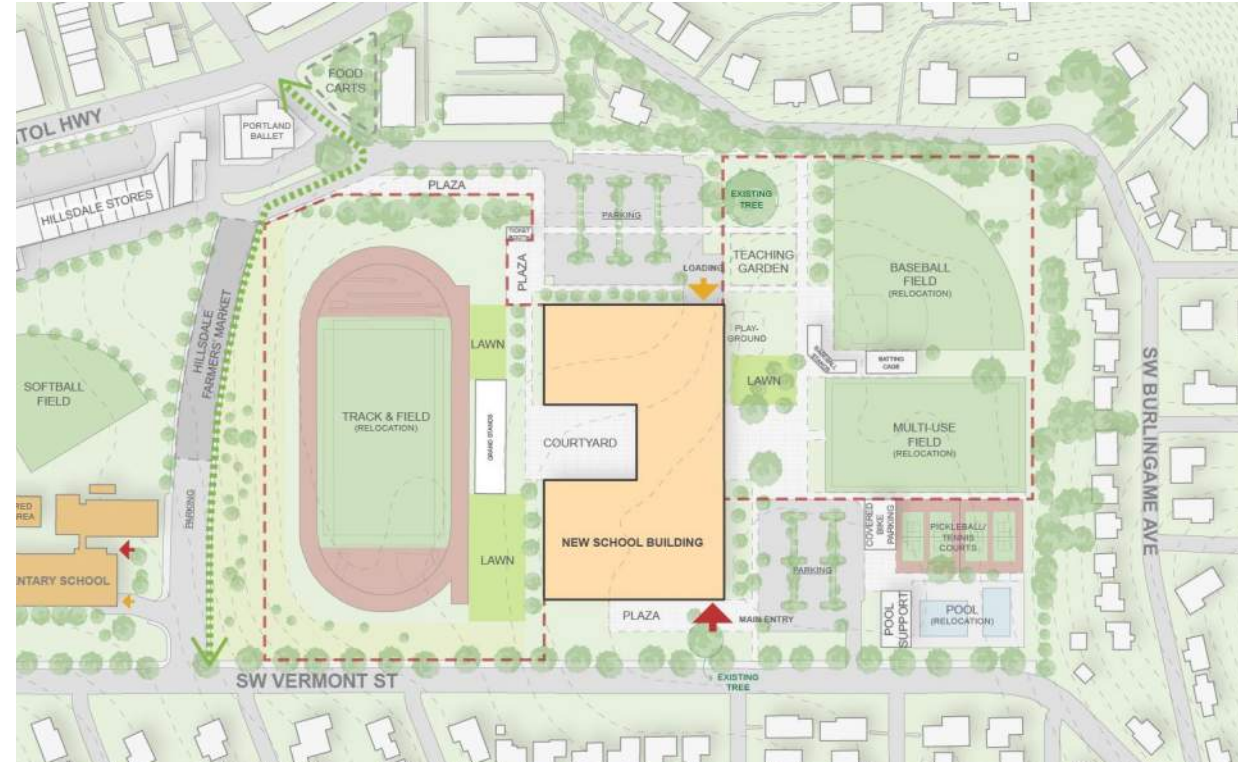 FOOD
CARTS
TOL HWY
PORTLAND
BALLET
HILLSDALE STORES
PLAZA
PARKING
EXISTING
TREE
PLAZA
LOADING
TEACHING
GARDEN
BASEBALL
FIELD
(RELOCATION)
HILLSDALE
FARMERS' MARKET
SOFTBALL
FIELD
LAWN
PLAY-
GROUND
BATTING
CAGE
LAWN
TRACK & FIELD
(RELOCATION)
GRAND STANDS
COURTYARD
MULTI-USE
FIELD
(RELOCATION)
SW BURLINGAME AVE
PARKING
RED
REA
NTARY SCHOOL
LAWN
NEW SCHOOL BUILDING
PARKING
COVERED
BIKE
PARKING
PICKLEBALL/
TENNIS
COURTS
PLAZA
MAIN ENTRY
POOL
SUPPORT
POOL
(RELOCATION)
SW VERMONT ST
EXISTING
TREE